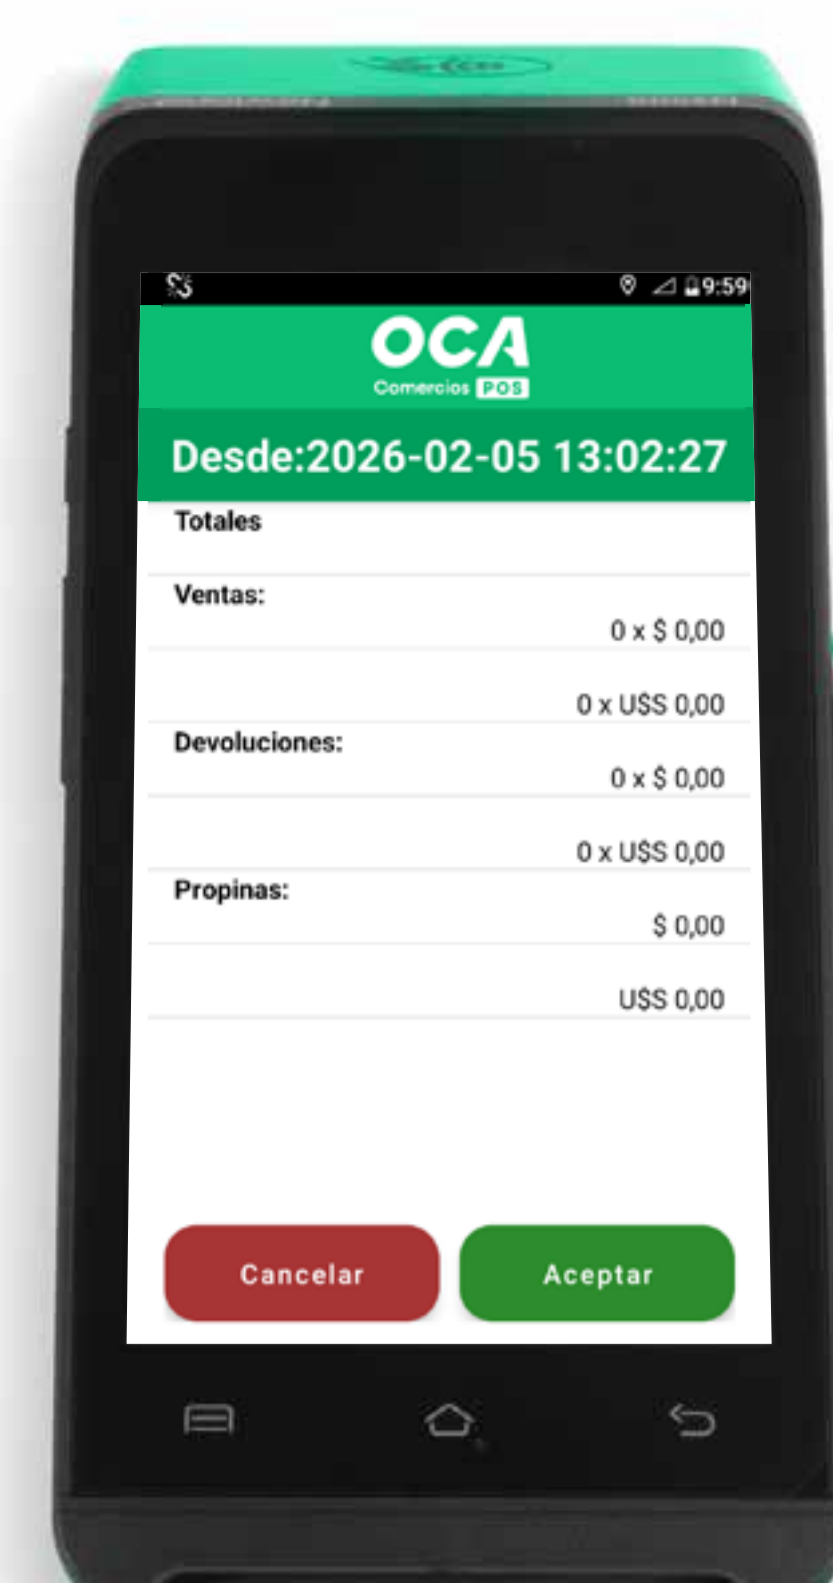 9:59
OCA
Comercios POS
Desde:2026-02-05 13:02:27
Totales
Ventas:
0 x $ 0,00
0 x U$S 0,00
Devoluciones:
0 x $ 0,00
0 x U$S 0,00
Propinas:
$ 0,00
U$S 0,00
Cancelar
Aceptar